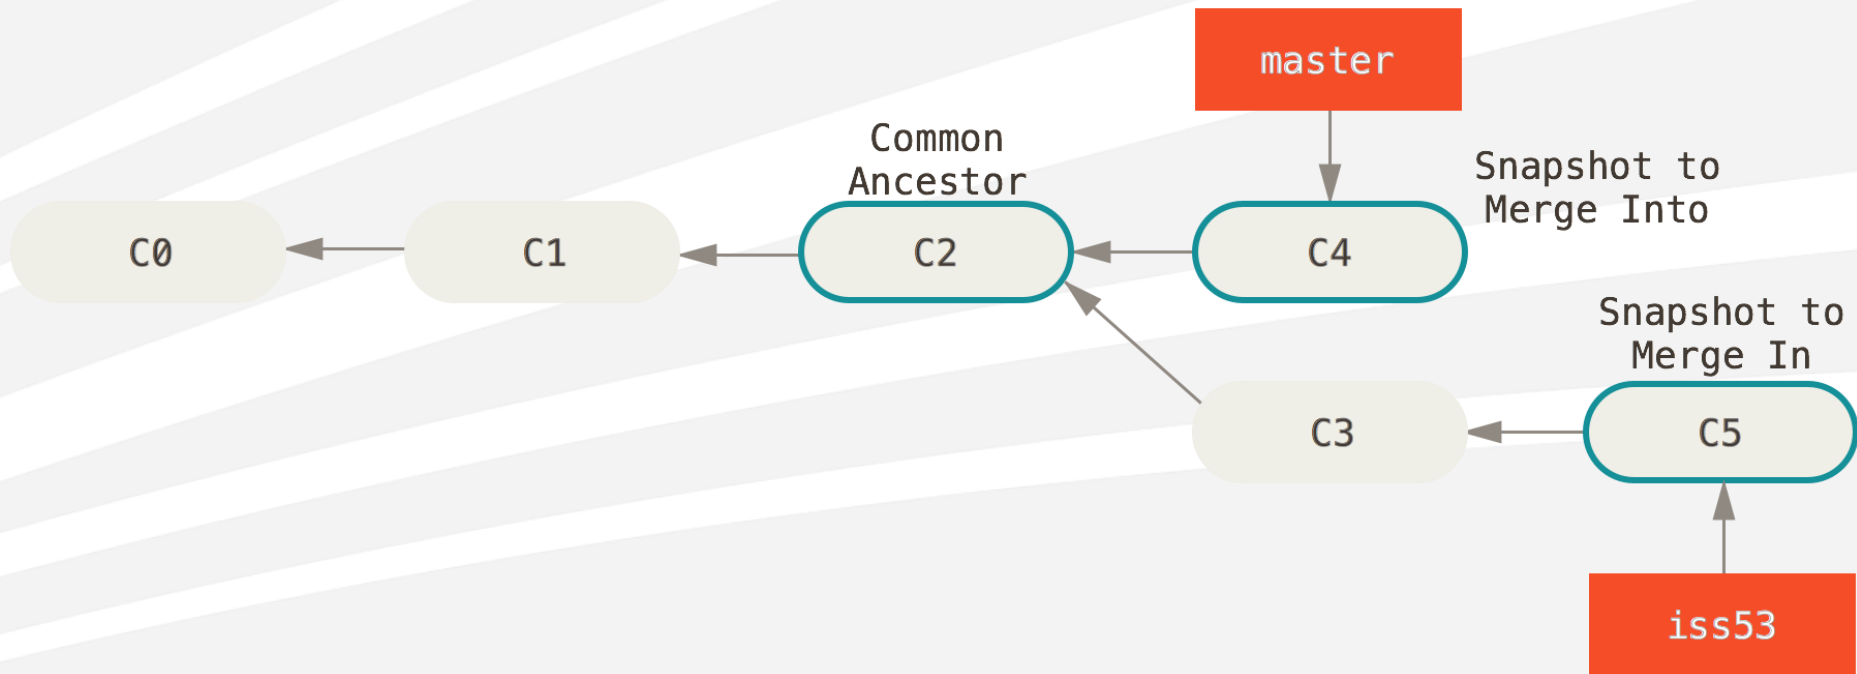 master
Common
Ancestor
Snapshot to
Merge Into
C0
C1
C2
C4
Snapshot to
Merge In
C3
C5
iss53